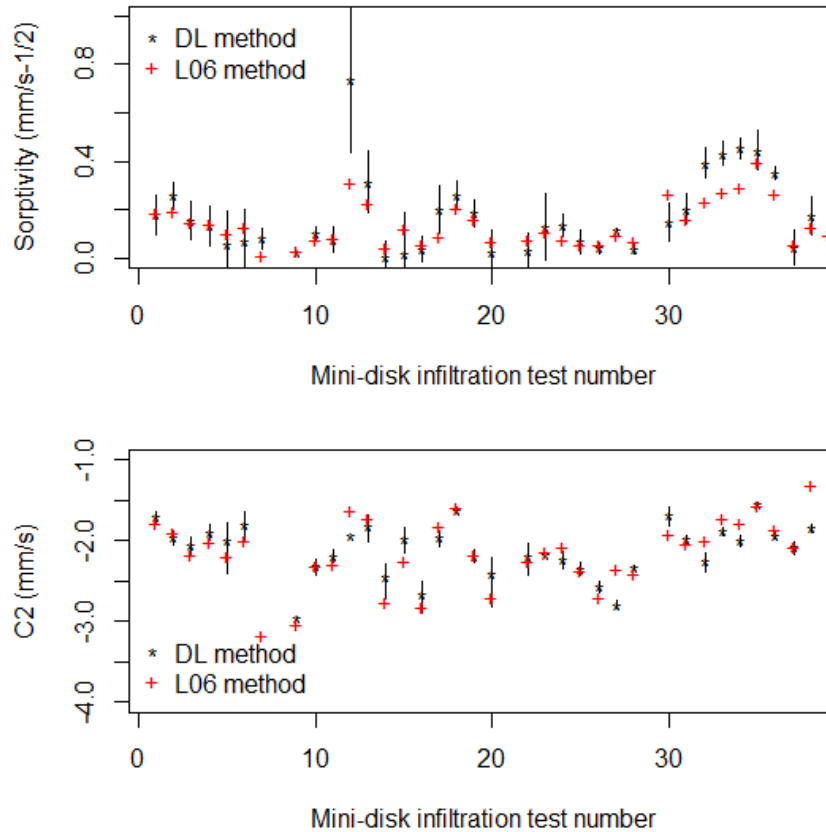 * DL method
+ L06 method
Sorptivity (mm/s-1/2)
0.8
0.4
0.0
0 10 20 30
Mini-disk infiltration test number
-1.0
-2.0
-3.0
-4.0
C2 (mm/s)
* DL method
+ L06 method
0 10 20 30
Mini-disk infiltration test number